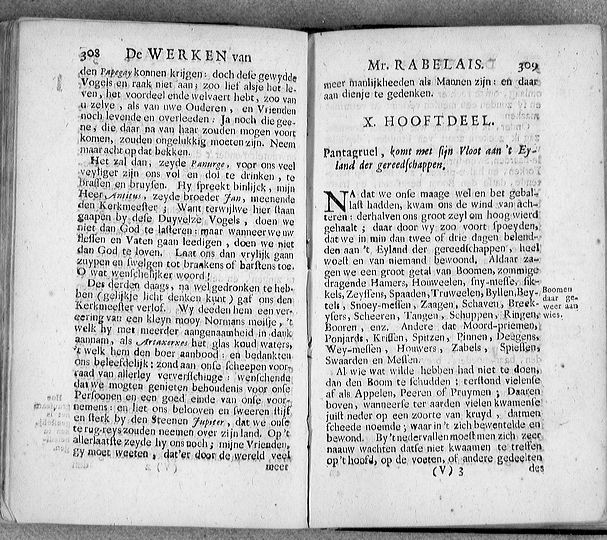 308 De WERKEN van
den Papegay konnen krijgen: doch dese gewydde
Vogels en raak niet aan; zoo lief alsje het le-
ven, het voordeel ende welvaert hebt, zoo van
u zelve, als van uwe Ouderen, en Vrienden
noch levende en overleeden: Ja noch die gee-
ne, die daar na van haar zouden mogen voort
komen, zouden ongelukkig moeten zijn. Neem
maar acht op dat bekken.
Het zal dan, zeyde Panurge, voor ons veel
veyliger zijn ons vol en dol te drinken, te
brassen en bruysen. Hy spreekt binlijck, mijn
Heer Antitus, zeyde broeder Jan, meenende
den Kerkmeester; Want terwijlwe hier staan
gaapen by dese Duyvelze Vogels, doen we
niet dan God te lasteren: maar wanneer we uw
flessen en Vaten gaan leedigen, doen we niet
dan God te loven. Laat ons dan vrylijk gaan
zuypen en swelgen tot brankens of barstens toe.
O wat wenschelijker woord!
Des derden daags, na wel gedronken te heb-
ben (gelijkje licht denken kunt) gaf ons den
Kerkmeester verlof. Wy deeden hem een ver-
eering van een kleyn mooy Normans mesje, 't
welk hy met meerder aangenaamheid in dank
aannam, als Artaxerxes het glas koud waters,
't welk hem den boer aanbood: en bedankten
ons beleefdelijk: zond aan onse scheepen voor-
raad van allerley ververschinge: wenschende
dat we mogten genieten behoudenis voor onse
Persoonen en een goed einde van onse voor-
nemens: en liet ons belooven en sweeren stijf
en sterk by den Steenen Jupiter, dat we onse
te rug-reys zouden neemen over zijn land. Op't
allerlaatste zeyde hy ons noch; mijne Vrienden,
gy moet weeten, dat'er door de wereld veel
meer
Mr. RABELAIS. 309
meer manlijkheeden als Mannen zijn: en daar
aan dienje te gedenken.
X. HOOFTDEEL.
Pantagruel, komt met sijn Vloot aan 't Ey-
land der gereedschappen.
NA dat we onse maage wel en bet gebal-
last hadden, kwam ons de wind van ach-
teren: derhalven ons groot zeyl om hoog wierd
gehaalt; daar door wy zoo voort spoeyden,
dat we in min dan twee of drie dagen belend-
den aan 't, Eyland der gereedschappen, heel
woest en van niemand bewoond. Aldaar za-
gen we een groot getal van Boomen, zommige
dragende Hamers, Houweelen, sny-messe, sik-
kels, Zeyssens, Spaaden, Truweelen, Byllen, Bey-
tels, Snoey-messen, Zaagen, Schaven, Breek-
ysers, Scheeren, Tangen, Schuppen, Ringen,
Booren, enz. Andere dat Moord-priemen,
Ponjards, Krissen, Spitzen, Pinnen, Deegens,
Wey-messen, Houwers, Zabels, Spiessen,
Swaarden en Messen.
Boomen
daar ge-
weer aan
wies.
Al wie wat wilde hebben had niet te doen,
dan den Boom te schudden: terstond vielense
af als Appelen, Peeren of Pruymen; Daar en
boven, wannerse ter aarden vielen kwamense
juist neder op een zoorte van kruyd, datmen
scheede noemde; waar in't zich bewentelde en
bewond. By't nedervallen moest men zich zeer
naauw wachten datse niet kwaamen te treffen
op't hoofd, op de voeten, of andere gedeelten
(V) 3 des